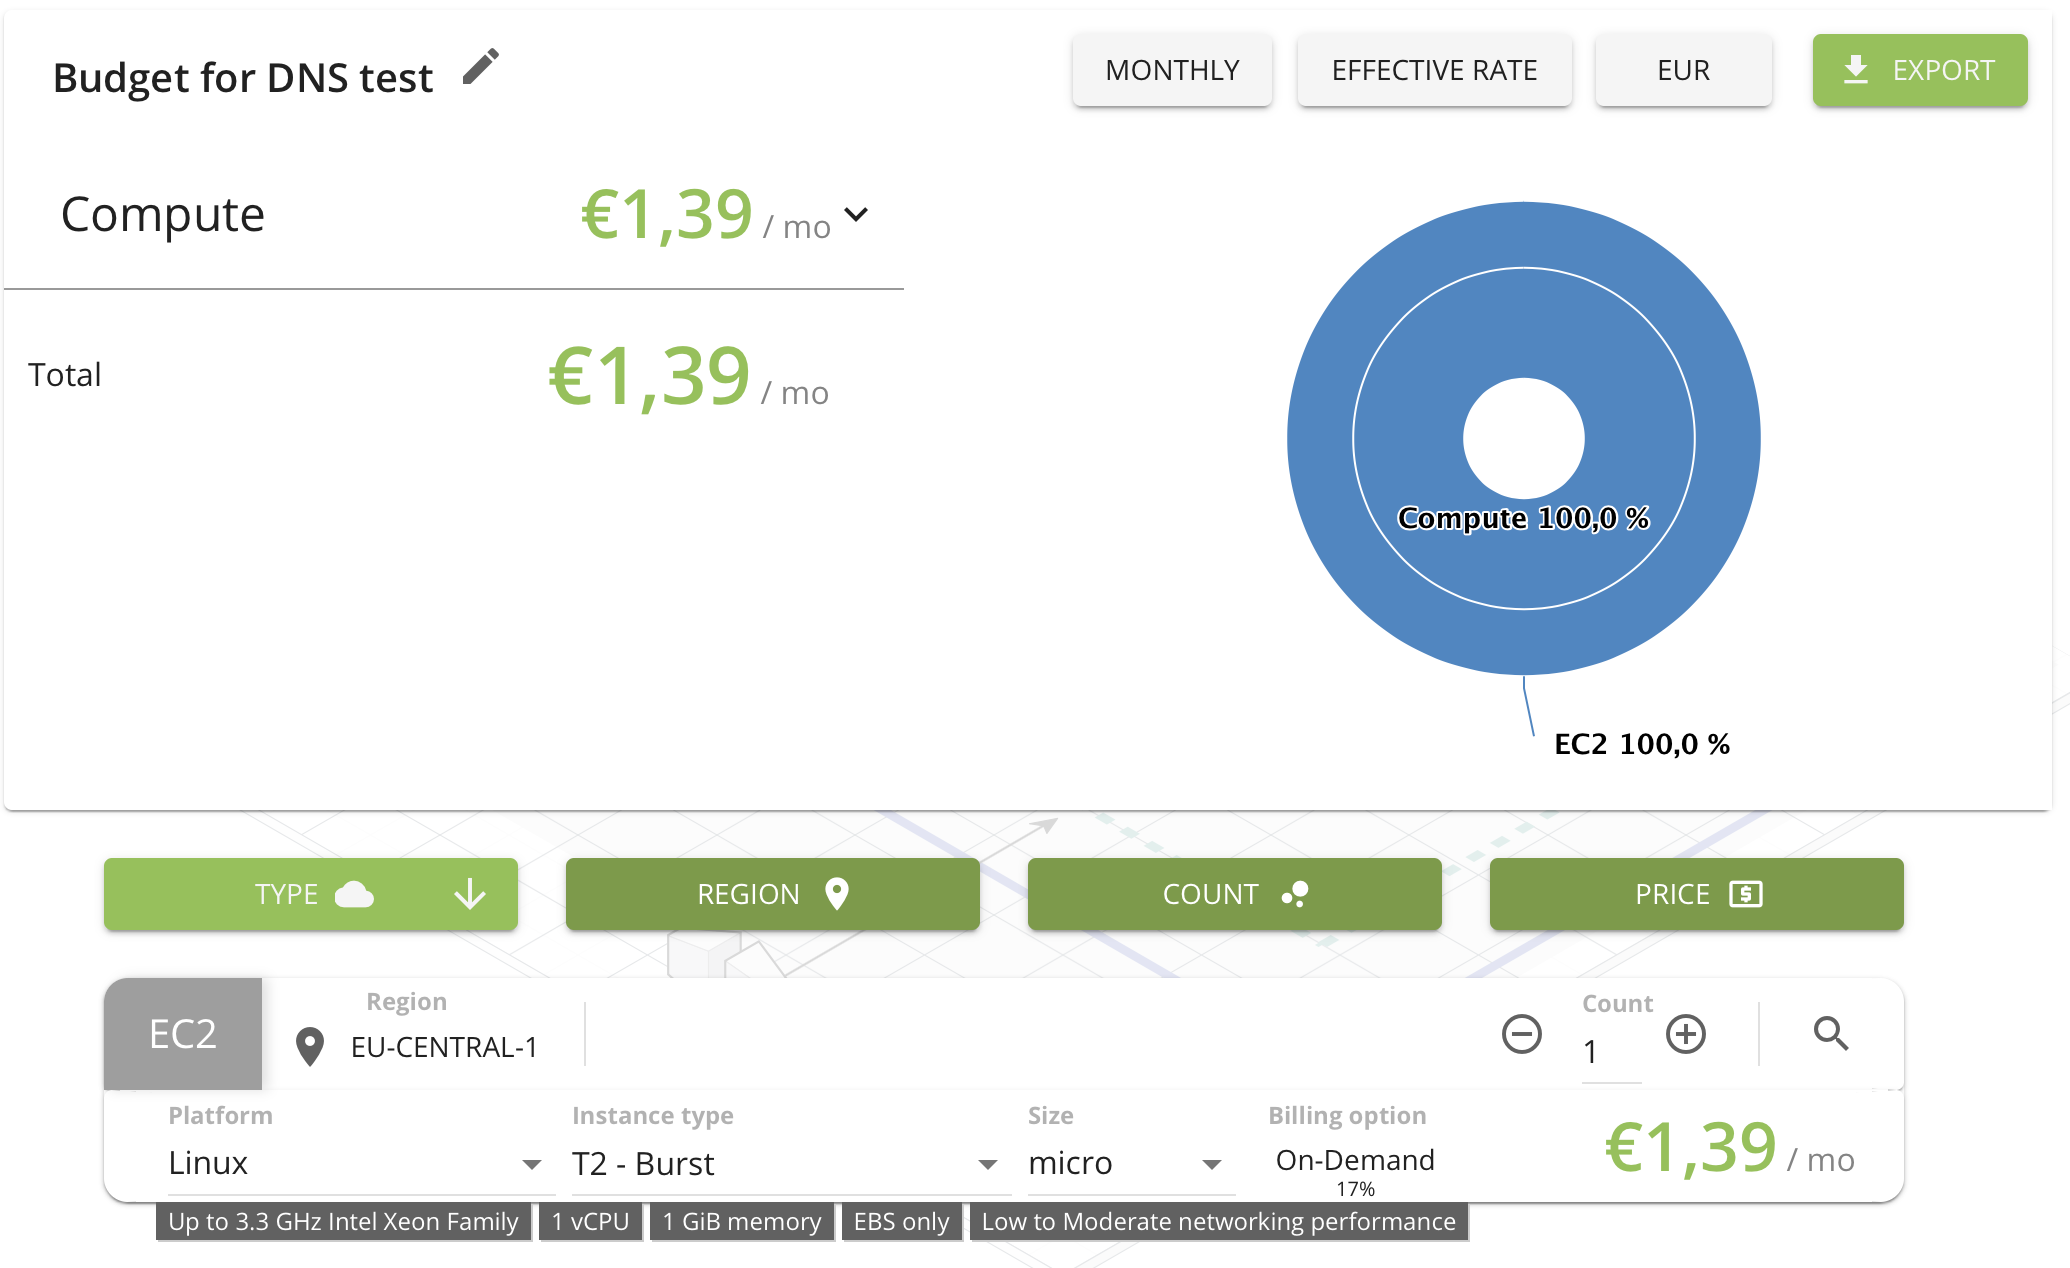 Budget for DNS test
MONTHLY
EFFECTIVE RATE
EUR
EXPORT
Compute
€1,39 / mo
Total
€1,39 / mo
Compute 100,0 %
EC2 100,0 %
TYPE
REGION
COUNT
PRICE
EC2
Region
EU-CENTRAL-1
Count
1
Platform
Linux
Instance type
T2 - Burst
Size
micro
Billing option
On-Demand
17%
€1,39 / mo
Up to 3.3 GHz Intel Xeon Family
1 vCPU
1 GiB memory
EBS only
Low to Moderate networking performance